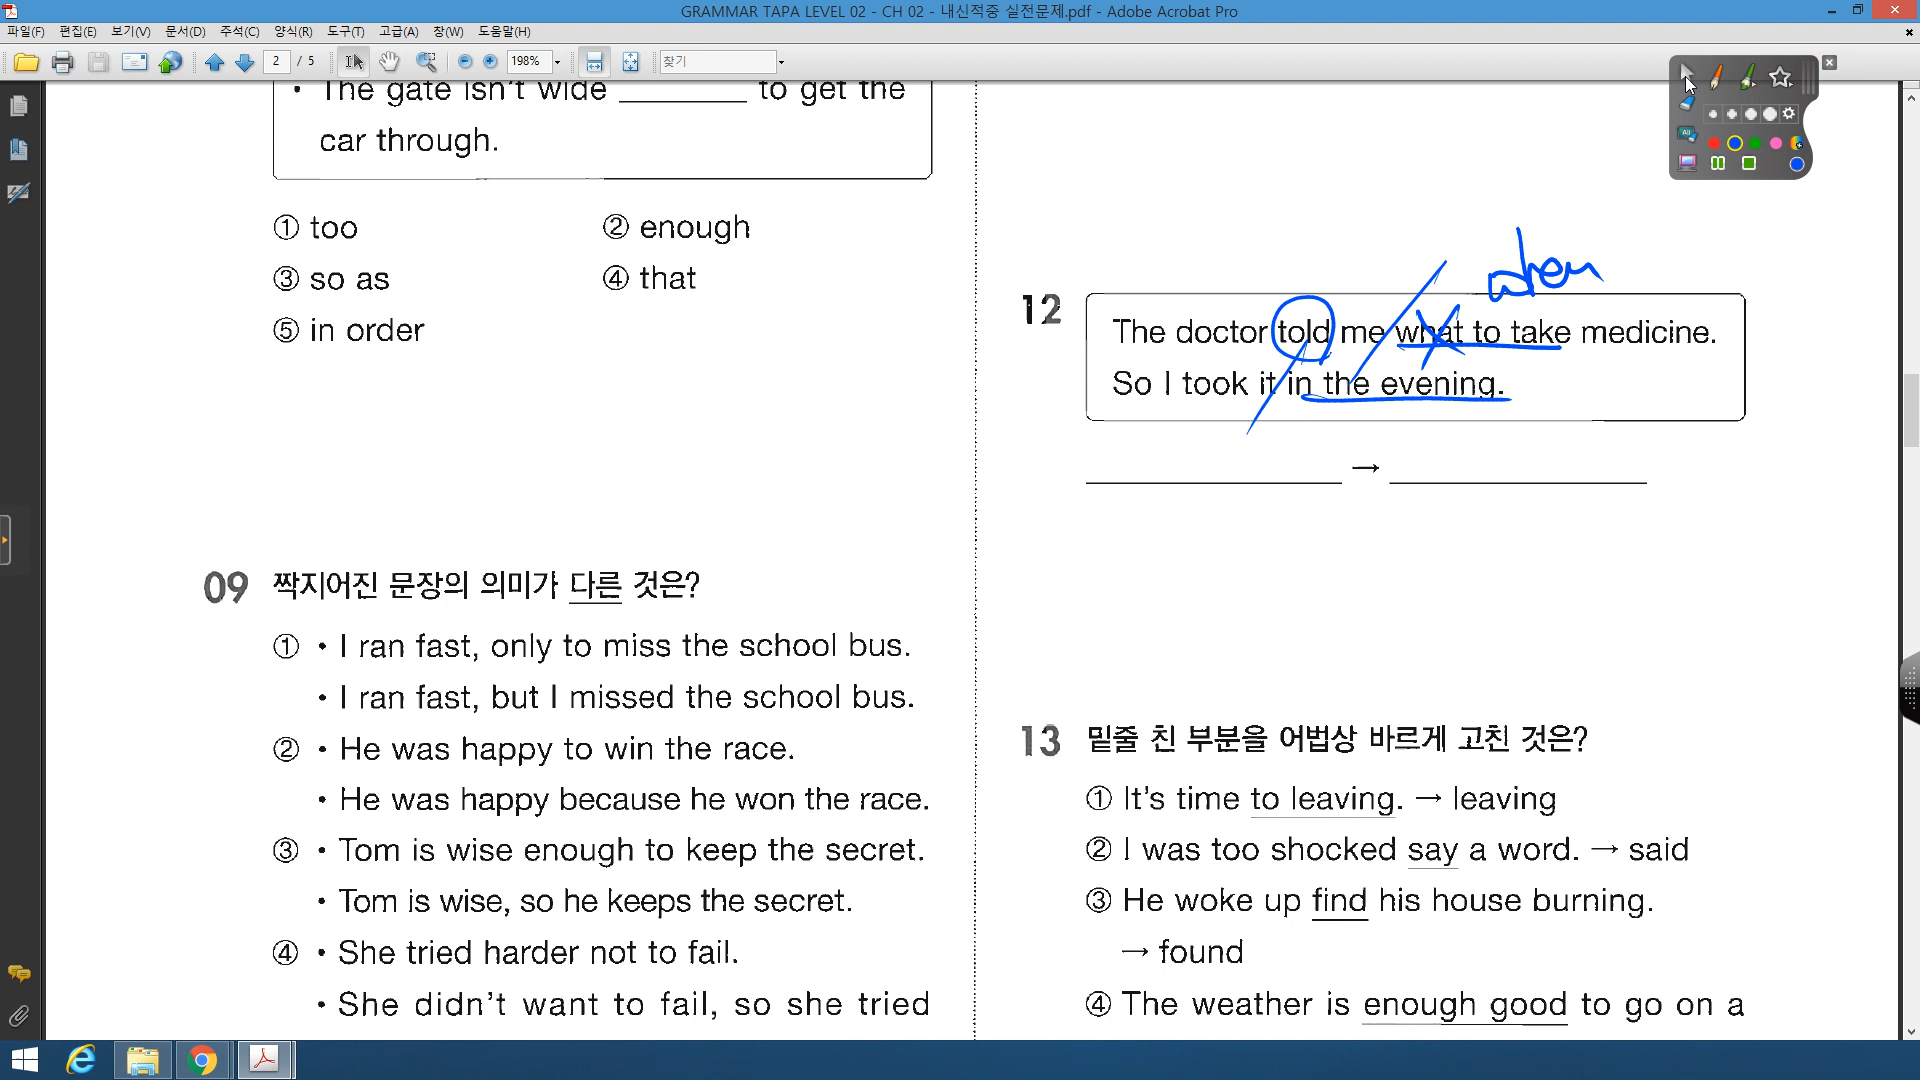 GRAMMAR TAPA LEVEL 02 - CH 02 - 내신적중 실전문제.pdf - Adobe Acrobat Pro
파일(F) 편집(E) 보기(V) 문서(D) 주석(C) 양식(R) 도구(T) 고급(A) 창(W) 도움말(H)
2 / 5 198% 찾기
• The gate isn't wide ________ to get the
car through.
① too ② enough
③ so as ④ that
⑤ in order
09 짝지어진 문장의 의미가 다른 것은?
① • I ran fast, only to miss the school bus.
• I ran fast, but I missed the school bus.
② • He was happy to win the race.
• He was happy because he won the race.
③ • Tom is wise enough to keep the secret.
• Tom is wise, so he keeps the secret.
④ • She tried harder not to fail.
• She didn't want to fail, so she tried
when
12 The doctor told me what to take medicine.
So I took it in the evening.
________ → ________
13 밑줄 친 부분을 어법상 바르게 고친 것은?
① It's time to leaving. → leaving
② I was too shocked say a word. → said
③ He woke up find his house burning.
→ found
④ The weather is enough good to go on a
All